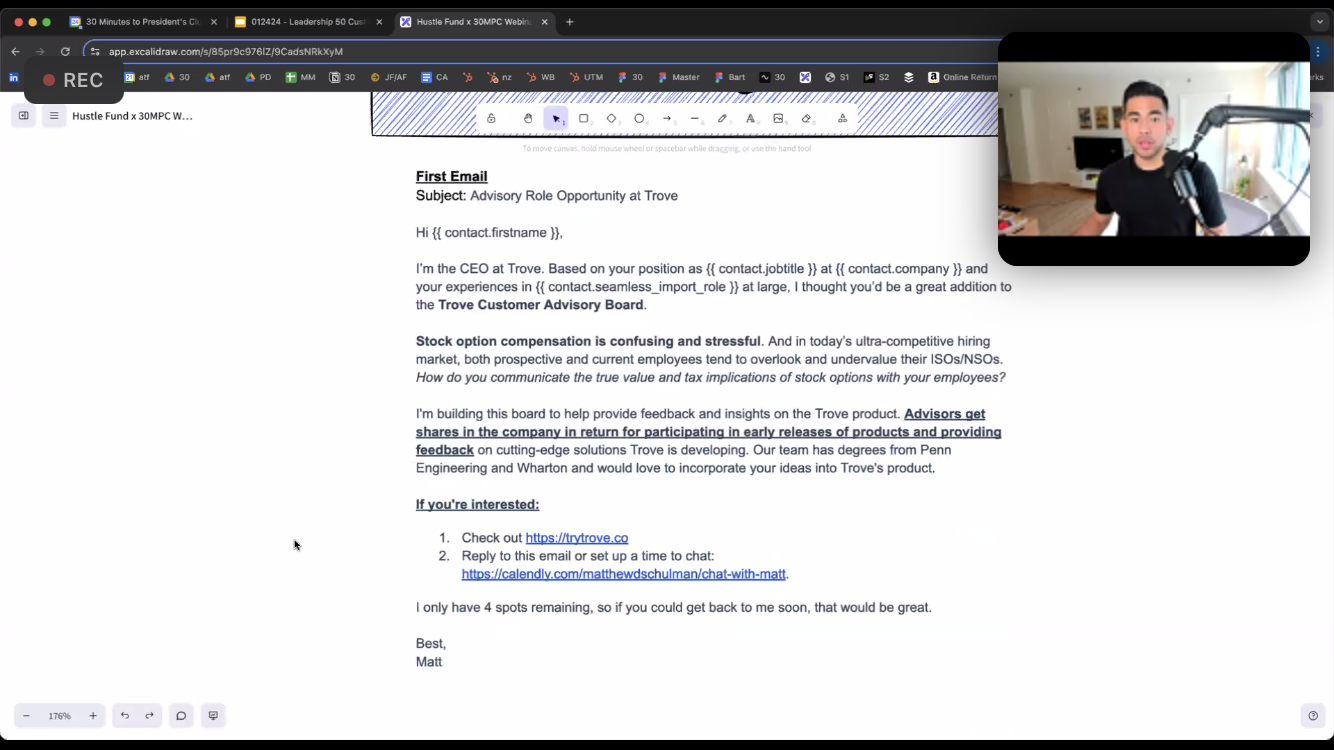 30 Minutes to President's Cl
012424 - Leadership 50 Cus
Hustle Fund x 30MPC Webin
app.excalidraw.com/s/85pr9c976lZ/9CadsNRkXyM
REC
atf
30
atf
PD
MM
30
JF/AF
CA
nz
WB
UTM
30
Master
Bart
30
S1
S2
Online Return
Hustle Fund x 30MPC W...
To move canvas, hold mouse wheel or spacebar while dragging, or use the hand tool
First Email
Subject: Advisory Role Opportunity at Trove
Hi {{ contact.firstname }},
I'm the CEO at Trove. Based on your position as {{ contact.jobtitle }} at {{ contact.company }} and
your experiences in {{ contact.seamless_import_role }} at large, I thought you'd be a great addition to
the Trove Customer Advisory Board.
Stock option compensation is confusing and stressful. And in today's ultra-competitive hiring
market, both prospective and current employees tend to overlook and undervalue their ISOs/NSOs.
How do you communicate the true value and tax implications of stock options with your employees?
I'm building this board to help provide feedback and insights on the Trove product. Advisors get
shares in the company in return for participating in early releases of products and providing
feedback on cutting-edge solutions Trove is developing. Our team has degrees from Penn
Engineering and Wharton and would love to incorporate your ideas into Trove's product.
If you're interested:
1. Check out https://trytrove.co
2. Reply to this email or set up a time to chat:
https://calendly.com/matthewdschulman/chat-with-matt.
I only have 4 spots remaining, so if you could get back to me soon, that would be great.
Best,
Matt
176%